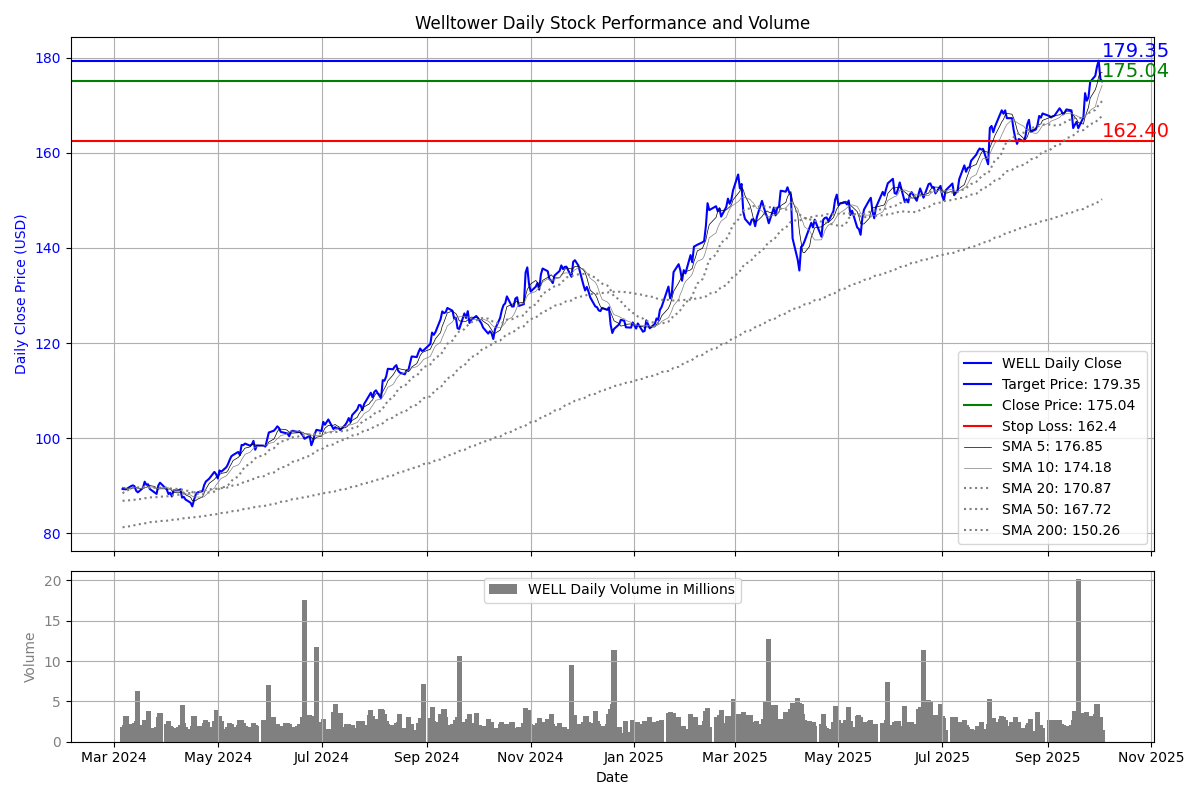 Welltower Daily Stock Performance and Volume
179.35
175.04
162.40
180
160
140
120
100
80
Daily Close Price (USD)
WELL Daily Close
Target Price: 179.35
Close Price: 175.04
Stop Loss: 162.4
SMA 5: 176.85
SMA 10: 174.18
SMA 20: 170.87
SMA 50: 167.72
SMA 200: 150.26
20
15
10
5
0
Volume
WELL Daily Volume in Millions
Mar 2024 May 2024 Jul 2024 Sep 2024 Nov 2024 Jan 2025 Mar 2025 May 2025 Jul 2025 Sep 2025 Nov 2025
Date